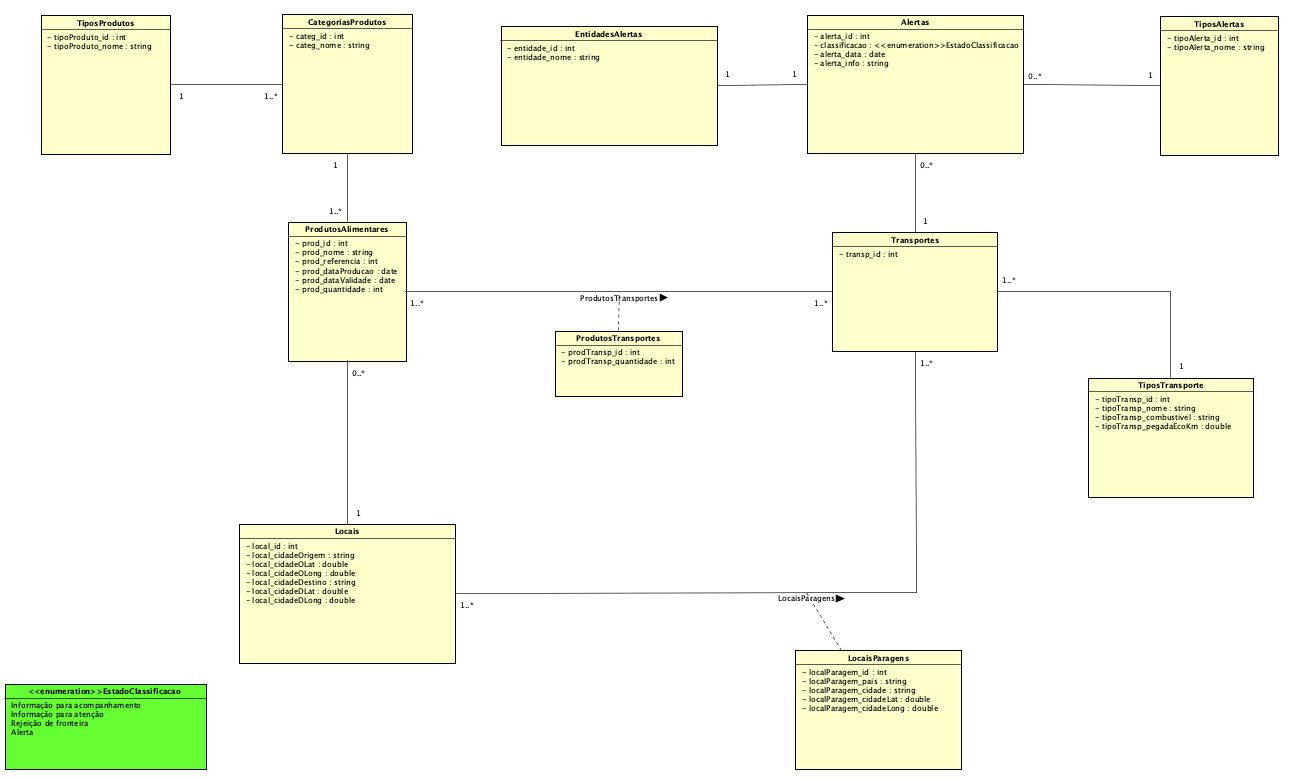 TiposProdutos
- tipoProduto_id : int
- tipoProduto_nome : string
CategoriasProdutos
- categ_id : int
- categ_nome : string
EntidadesAlertas
- entidade_id : int
- entidade_nome : string
Alertas
- alerta_id : int
- classificacao : <<enumeration>>EstadoClassificacao
- alerta_data : date
- alerta_info : string
TiposAlertas
- tipoAlerta_id : int
- tipoAlerta_nome : string
1
1..*
1
1
0..*
1
1
1..*
0..*
1
ProdutosAlimentares
- prod_id : int
- prod_nome : string
- prod_referencia : int
- prod_dataProducao : date
- prod_dataValidade : date
- prod_quantidade : int
Transportes
- transp_id : int
1..*
ProdutosTransportes
1..*
1..*
1
ProdutosTransportes
- prodTransp_id : int
- prodTransp_quantidade : int
0..*
1..*
TiposTransporte
- tipoTransp_id : int
- tipoTransp_nome : string
- tipoTransp_combustivel : string
- tipoTransp_pegadaEcoKm : double
1
Locais
- local_id : int
- local_cidadeOrigem : string
- local_cidadeOLat : double
- local_cidadeOLong : double
- local_cidadeDestino : string
- local_cidadeDLat : double
- local_cidadeDLong : double
1..*
LocaisParagens
LocaisParagens
- localParagem_id : int
- localParagem_pais : string
- localParagem_cidade : string
- localParagem_cidadeLat : double
- localParagem_cidadeLong : double
<<enumeration>>EstadoClassificacao
Informação para acompanhamento
Informação para atenção
Rejeição de fronteira
Alerta